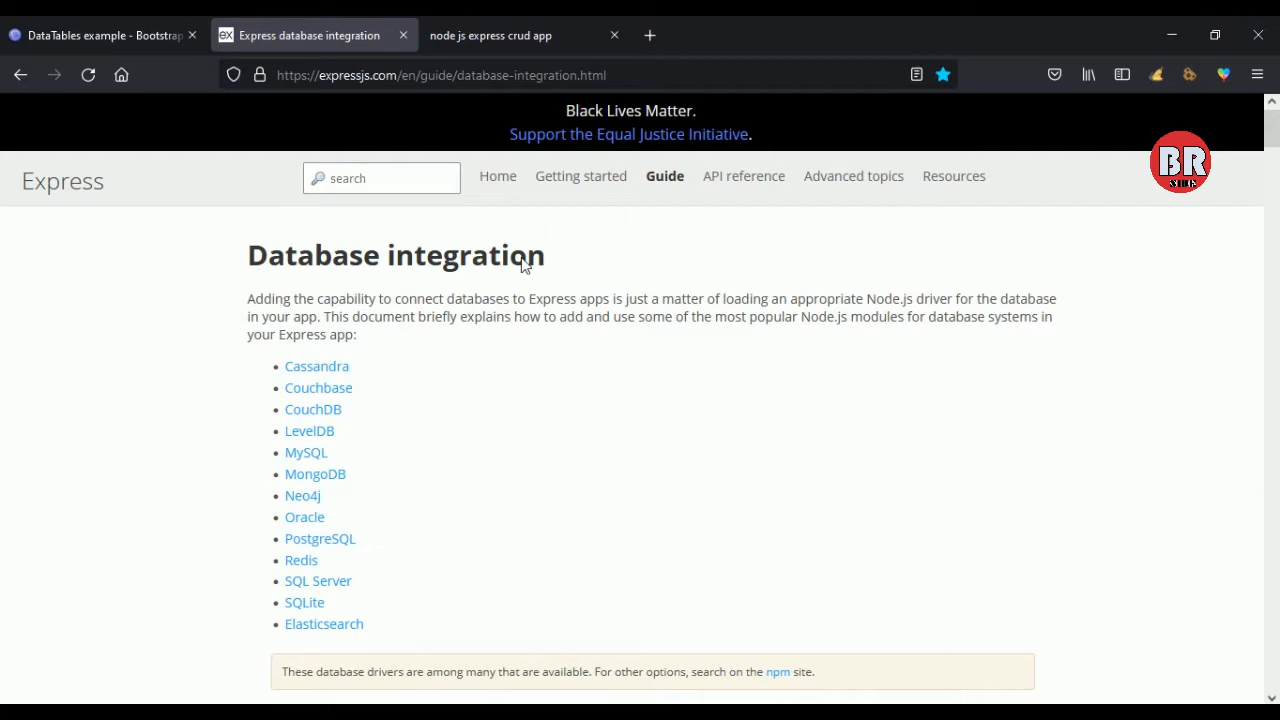 DataTables example - Bootstrap
Express database integration
node js express crud app
https://expressjs.com/en/guide/database-integration.html
Black Lives Matter.
Support the Equal Justice Initiative.
BR
Express
search
Home
Getting started
Guide
API reference
Advanced topics
Resources
Database integration
Adding the capability to connect databases to Express apps is just a matter of loading an appropriate Node.js driver for the database
in your app. This document briefly explains how to add and use some of the most popular Node.js modules for database systems in
your Express app:
Cassandra
Couchbase
CouchDB
LevelDB
MySQL
MongoDB
Neo4j
Oracle
PostgreSQL
Redis
SQL Server
SQLite
Elasticsearch
These database drivers are among many that are available. For other options, search on the npm site.